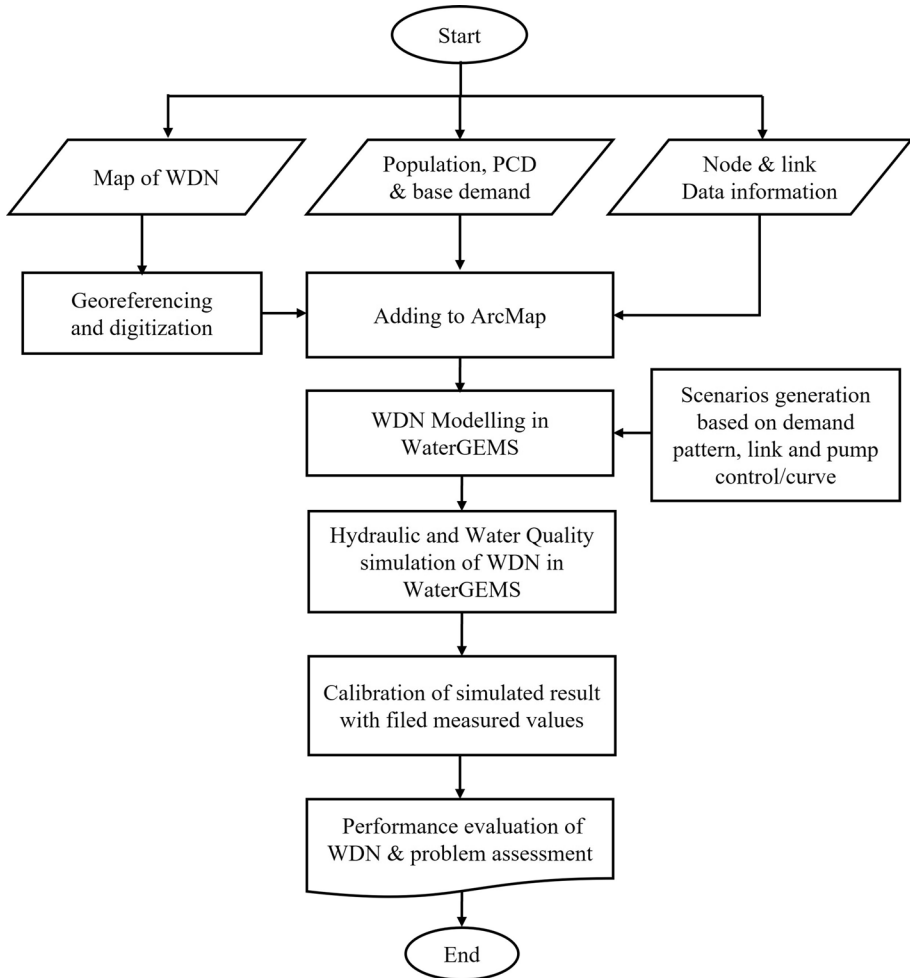 Start
Map of WDN
Population, PCD
& base demand
Node & link
Data information
Georeferencing
and digitization
Adding to ArcMap
WDN Modelling in
WaterGEMS
Scenarios generation
based on demand
pattern, link and pump
control/curve
Hydraulic and Water Quality
simulation of WDN in
WaterGEMS
Calibration of simulated result
with filed measured values
Performance evaluation of
WDN & problem assessment
End